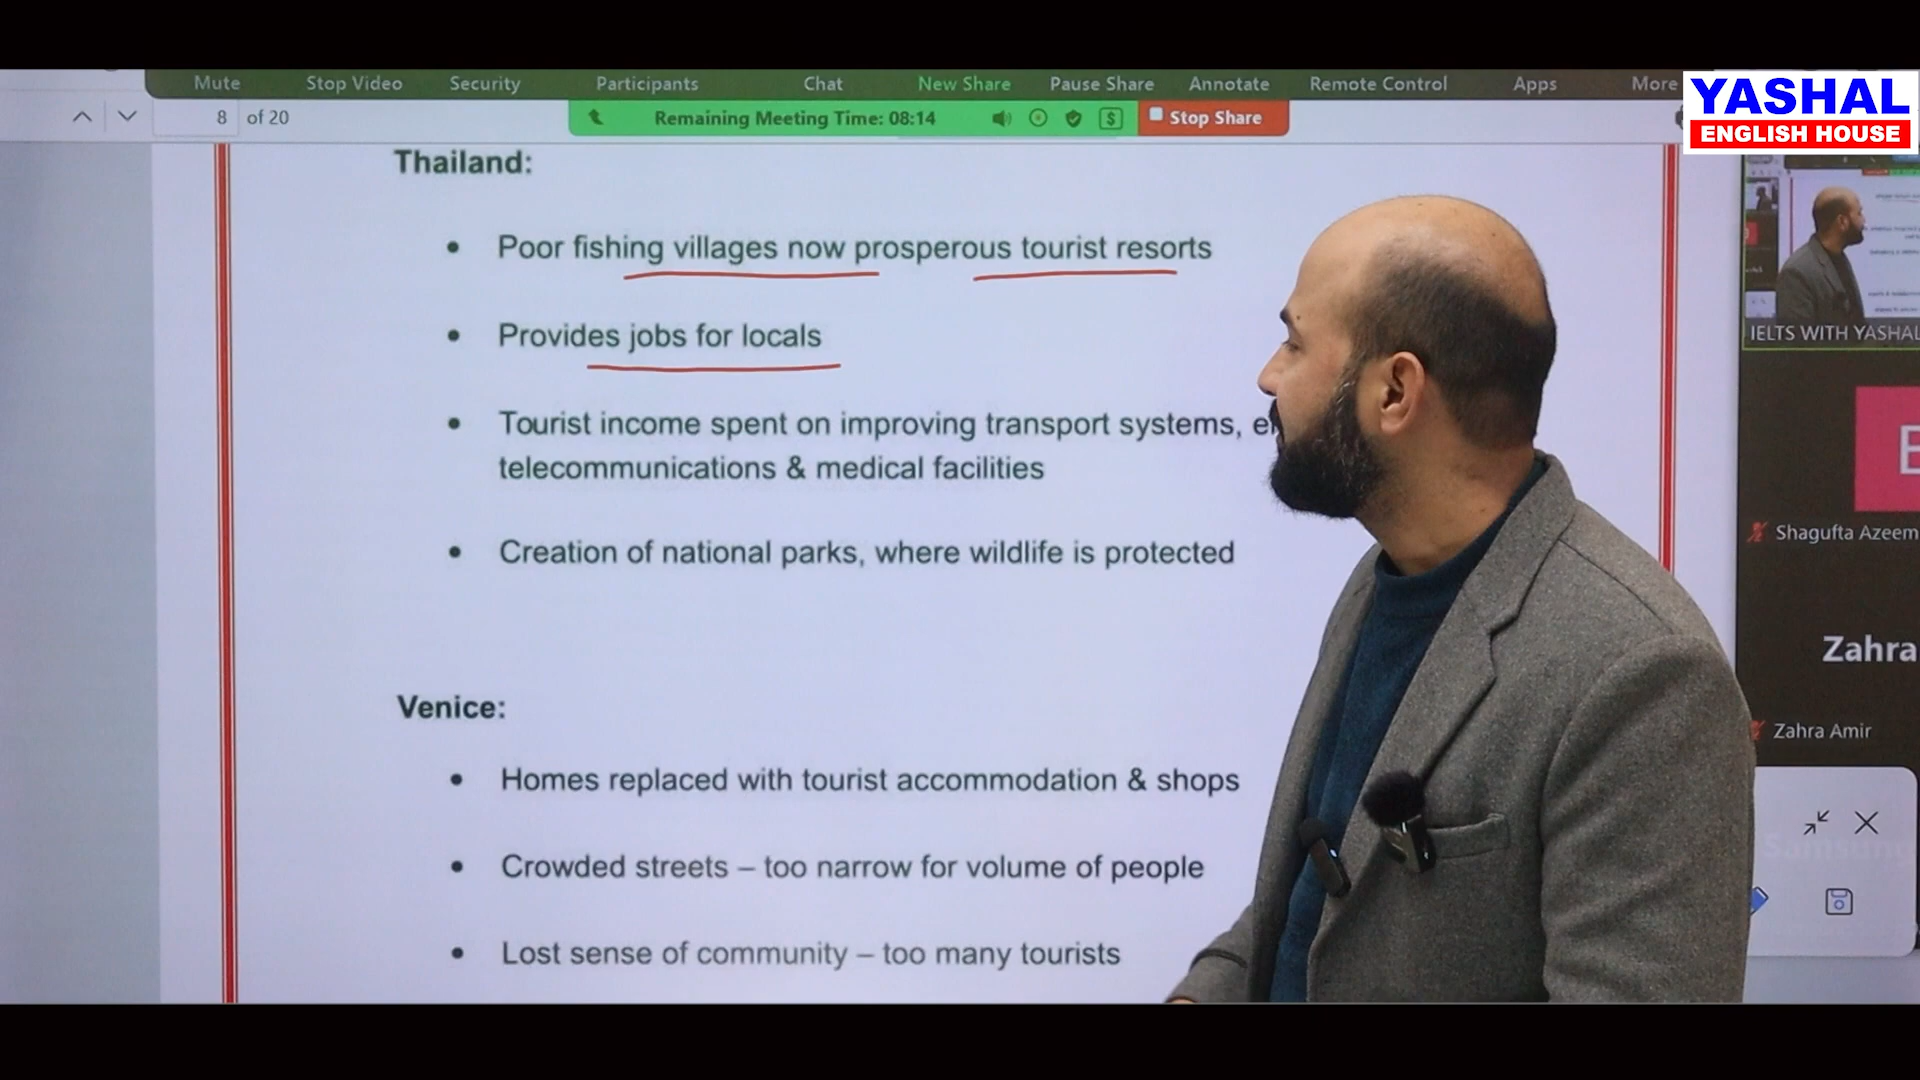 Mute Stop Video Security Participants Chat New Share Pause Share Annotate Remote Control Apps More
YASHAL
ENGLISH HOUSE
8 of 20
Remaining Meeting Time: 08:14
Stop Share
Thailand:
• Poor fishing villages now prosperous tourist resorts
• Provides jobs for locals
• Tourist income spent on improving transport systems,
telecommunications & medical facilities
• Creation of national parks, where wildlife is protected
Venice:
• Homes replaced with tourist accommodation & shops
• Crowded streets – too narrow for volume of people
• Lost sense of community – too many tourists
IELTS WITH YASHAL
E
Shagufta Azeem
Zahra
Zahra Amir
Samsung